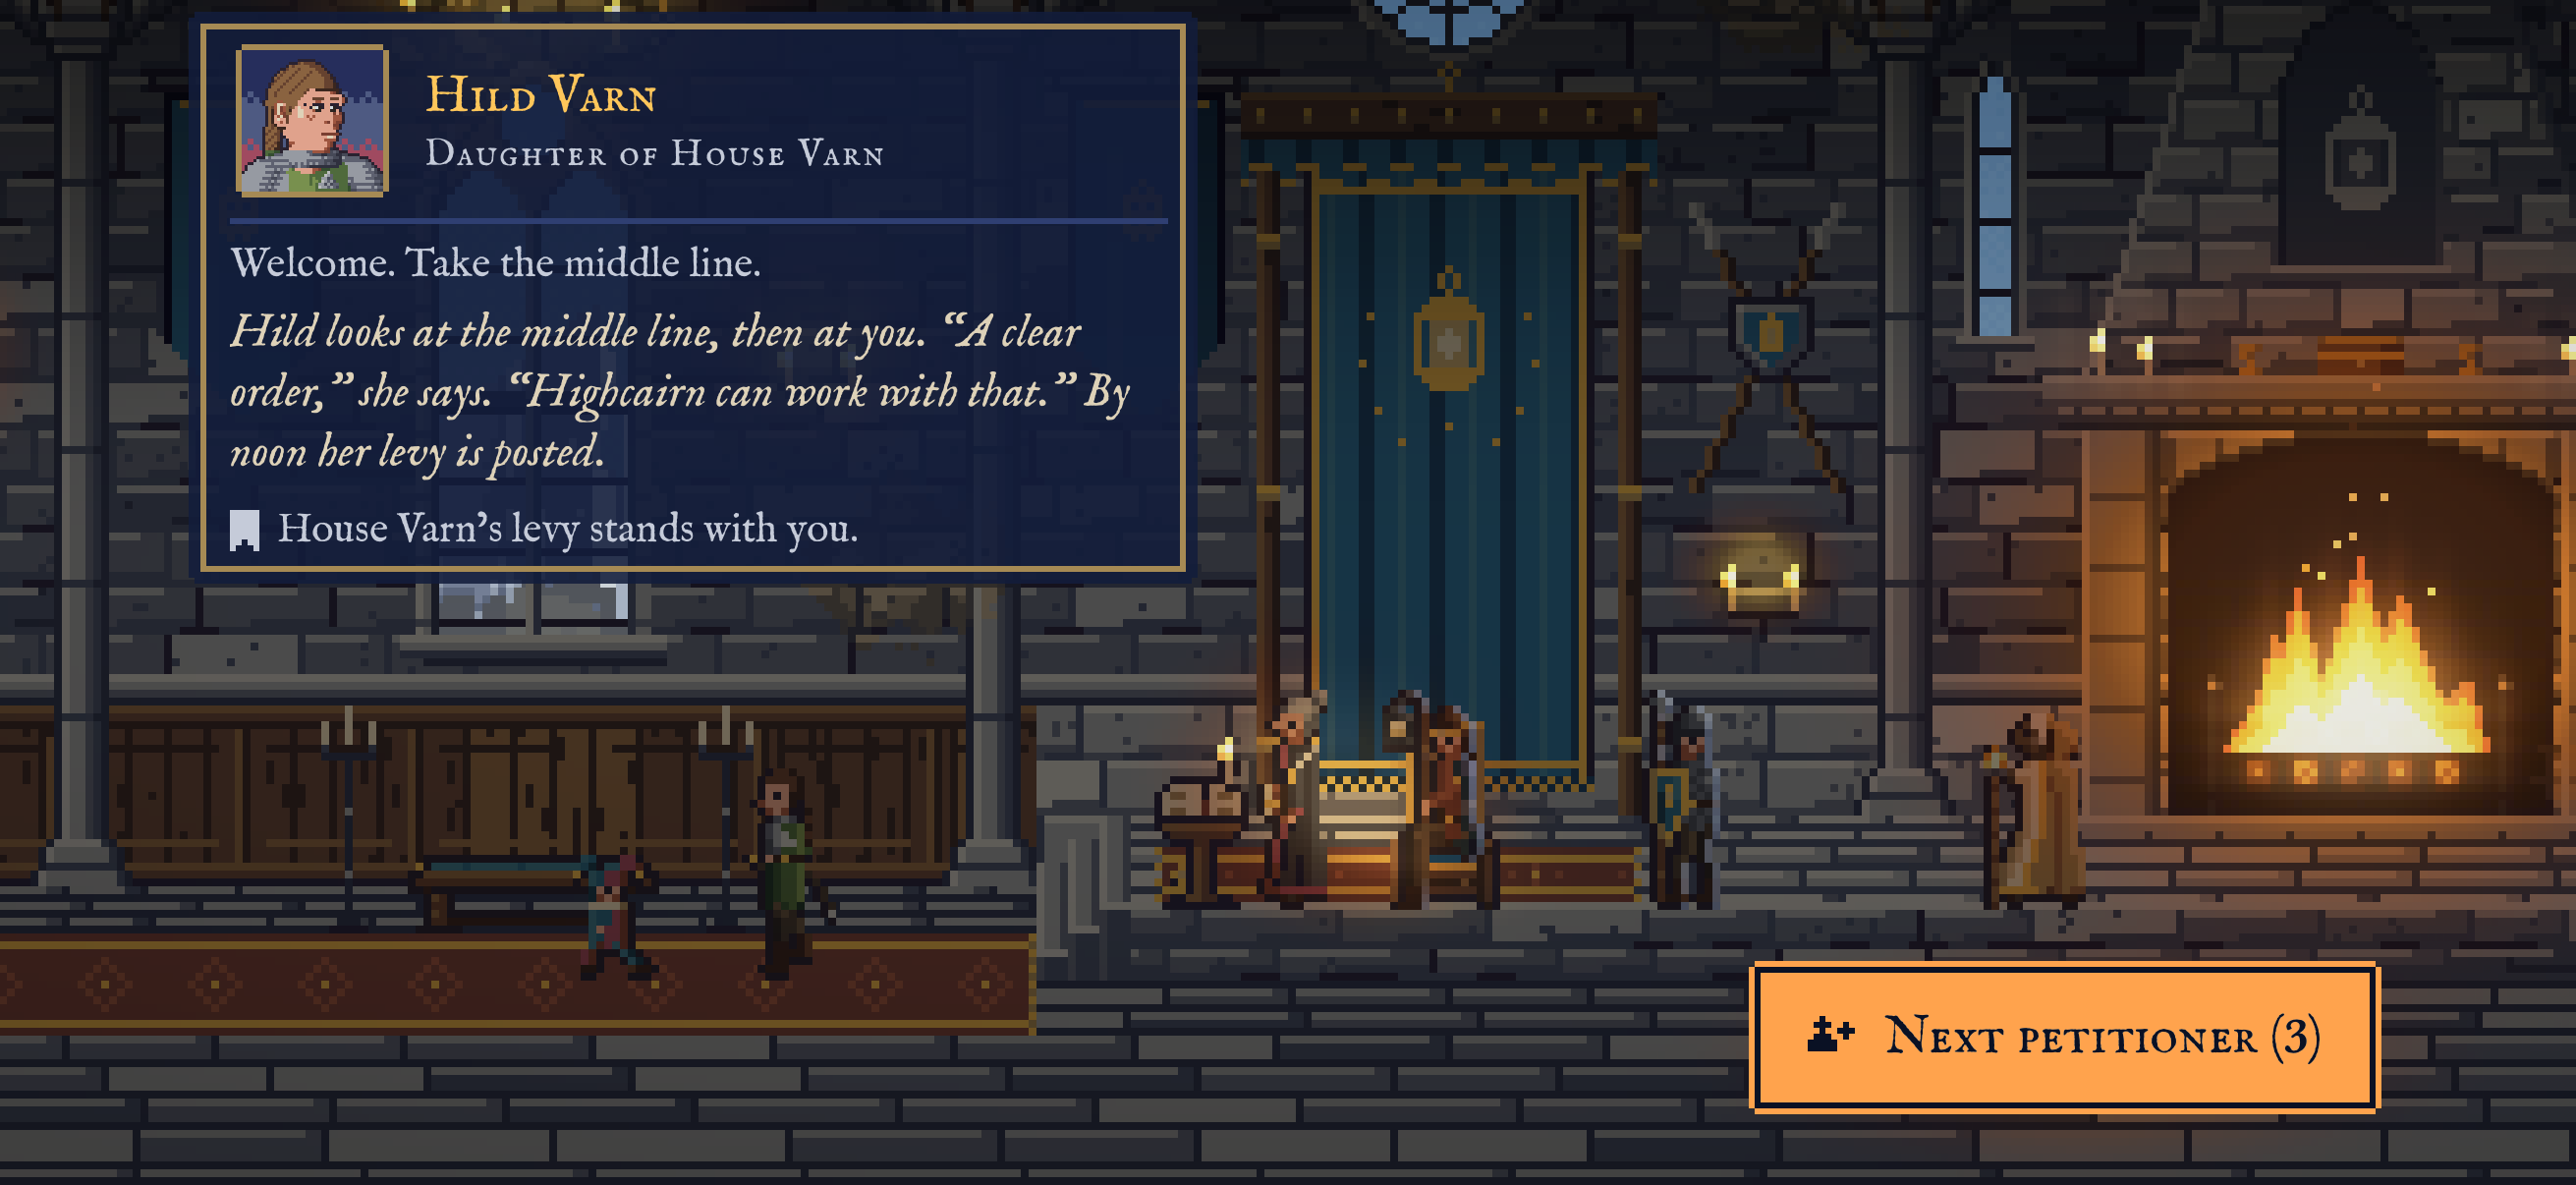 Hild Varn
Daughter of House Varn
Welcome. Take the middle line.
Hild looks at the middle line, then at you. “A clear
order,” she says. “Highcairn can work with that.” By
noon her levy is posted.
House Varn’s levy stands with you.
Next petitioner (3)